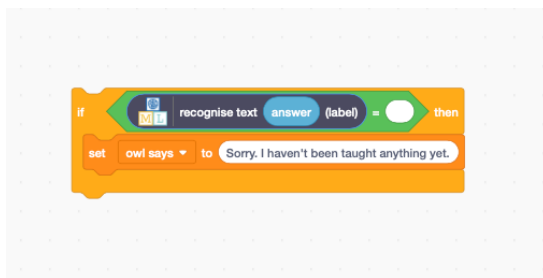 if M L recognise text answer (label) = then
set owl says to Sorry. I haven't been taught anything yet.